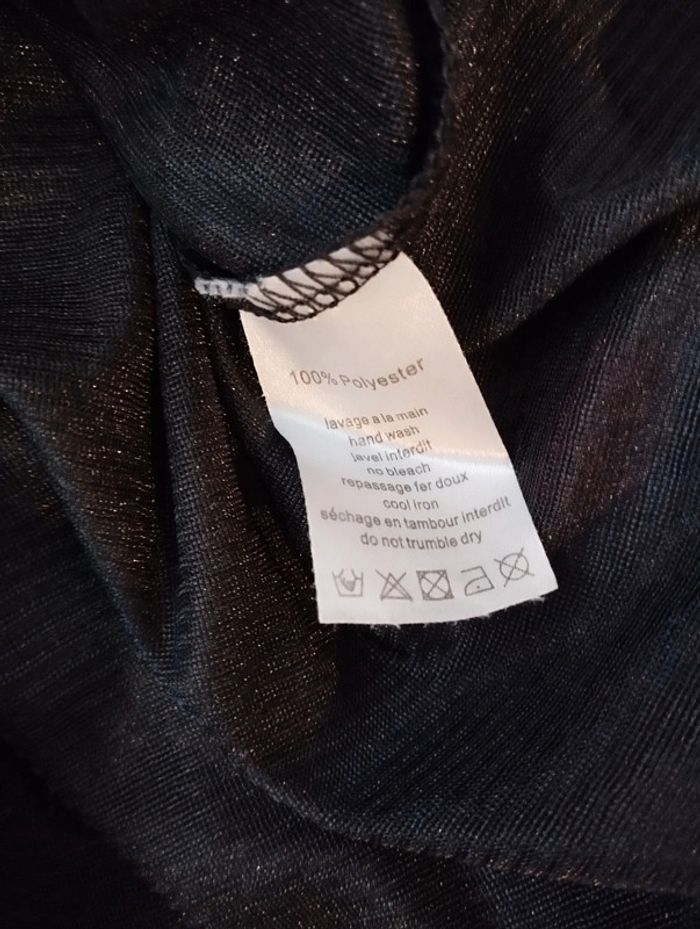 100% Polyester
lavage a la main
hand wash
javel interdit
no bleach
repassage fer doux
cool iron
séchage en tambour interdit
do not trumble dry